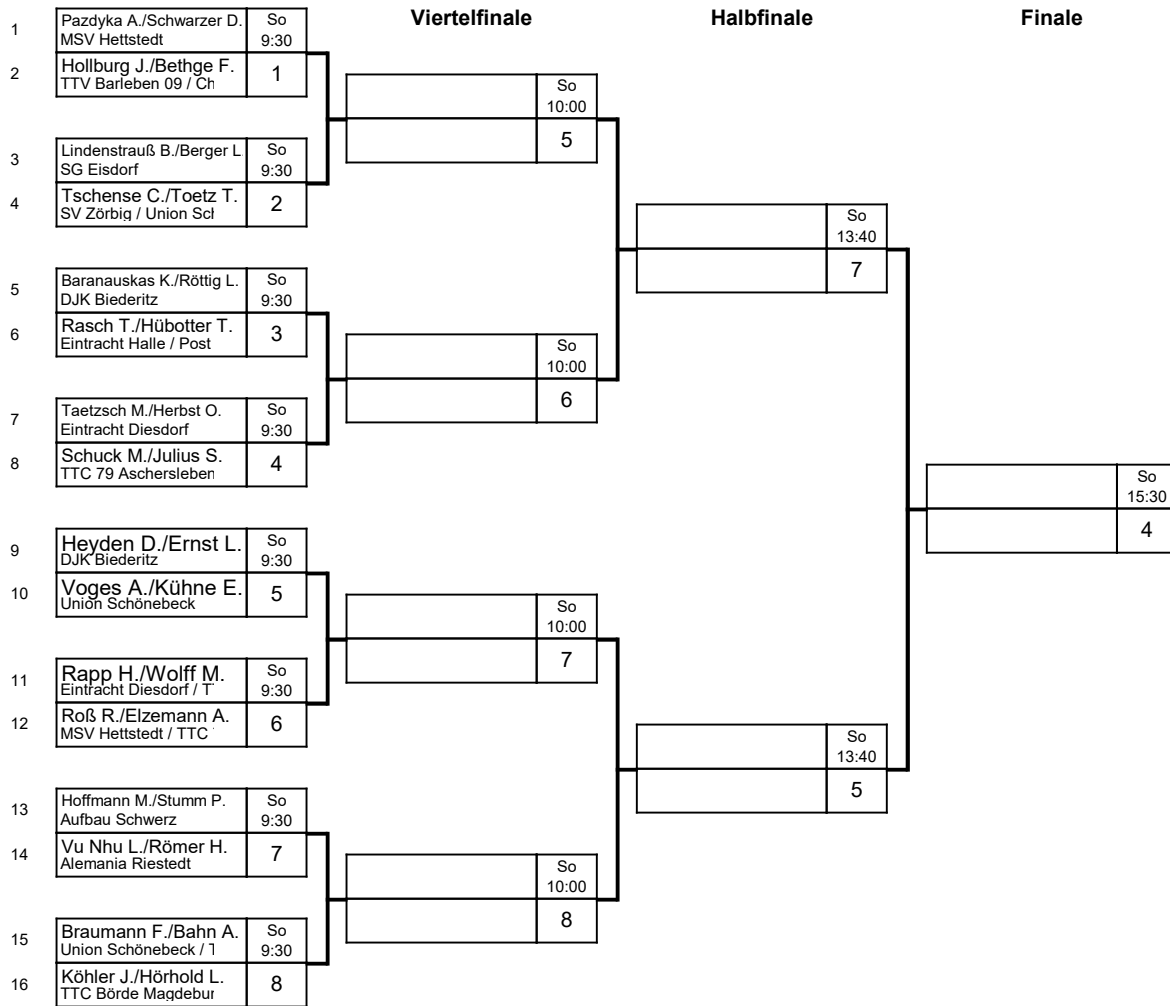 Viertelfinale
Halbfinale
Finale
1
Pazdyka A./Schwarzer D.
MSV Hettstedt
So
9:30
2
Hollburg J./Bethge F.
TTV Barleben 09 / Ch
1
So
10:00
5
3
Lindenstrauß B./Berger L
SG Eisdorf
So
9:30
4
Tschense C./Toetz T.
SV Zörbig / Union Sch
2
So
13:40
7
5
Baranauskas K./Röttig L.
DJK Biederitz
So
9:30
6
Rasch T./Hübotter T.
Eintracht Halle / Post
3
So
10:00
6
7
Taetzsch M./Herbst O.
Eintracht Diesdorf
So
9:30
8
Schuck M./Julius S.
TTC 79 Aschersleben
4
So
15:30
4
9
Heyden D./Ernst L.
DJK Biederitz
So
9:30
10
Voges A./Kühne E.
Union Schönebeck
5
So
10:00
7
11
Rapp H./Wolff M.
Eintracht Diesdorf / T
So
9:30
12
Roß R./Elzemann A.
MSV Hettstedt / TTC
6
So
13:40
5
13
Hoffmann M./Stumm P.
Aufbau Schwerz
So
9:30
14
Vu Nhu L./Römer H.
Alemania Riestedt
7
So
10:00
8
15
Braumann F./Bahn A.
Union Schönebeck / T
So
9:30
16
Köhler J./Hörhold L.
TTC Börde Magdebur
8